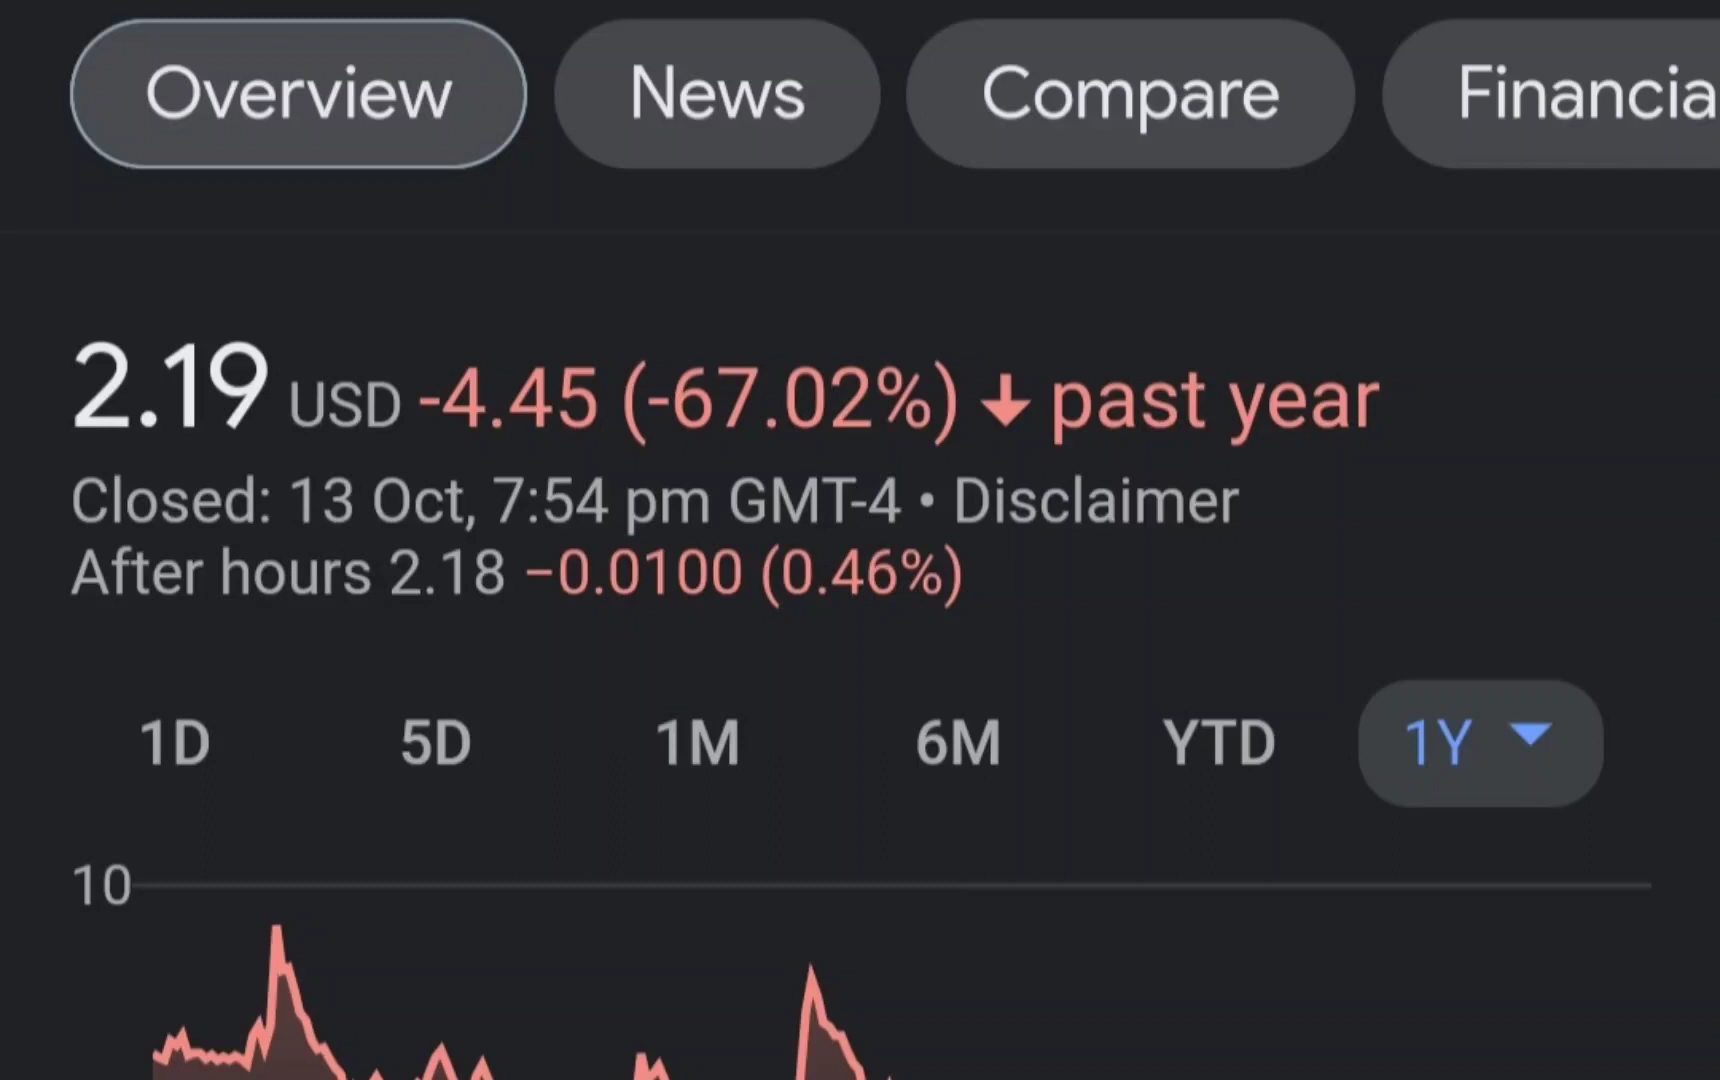 Overview News Compare Financia
2.19 USD -4.45 (-67.02%) ↓ past year
Closed: 13 Oct, 7:54 pm GMT-4 • Disclaimer
After hours 2.18 −0.0100 (0.46%)
1D 5D 1M 6M YTD 1Y
10